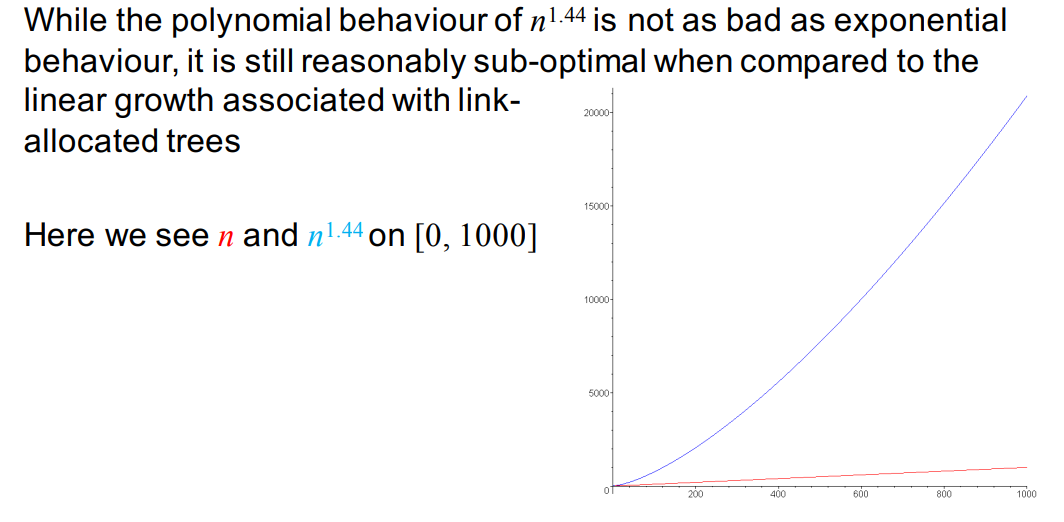 While the polynomial behaviour of n^1.44 is not as bad as exponential
behaviour, it is still reasonably sub-optimal when compared to the
linear growth associated with link-
allocated trees
Here we see n and n^1.44 on [0, 1000]
20000
15000
10000
5000
0
200
400
600
800
1000